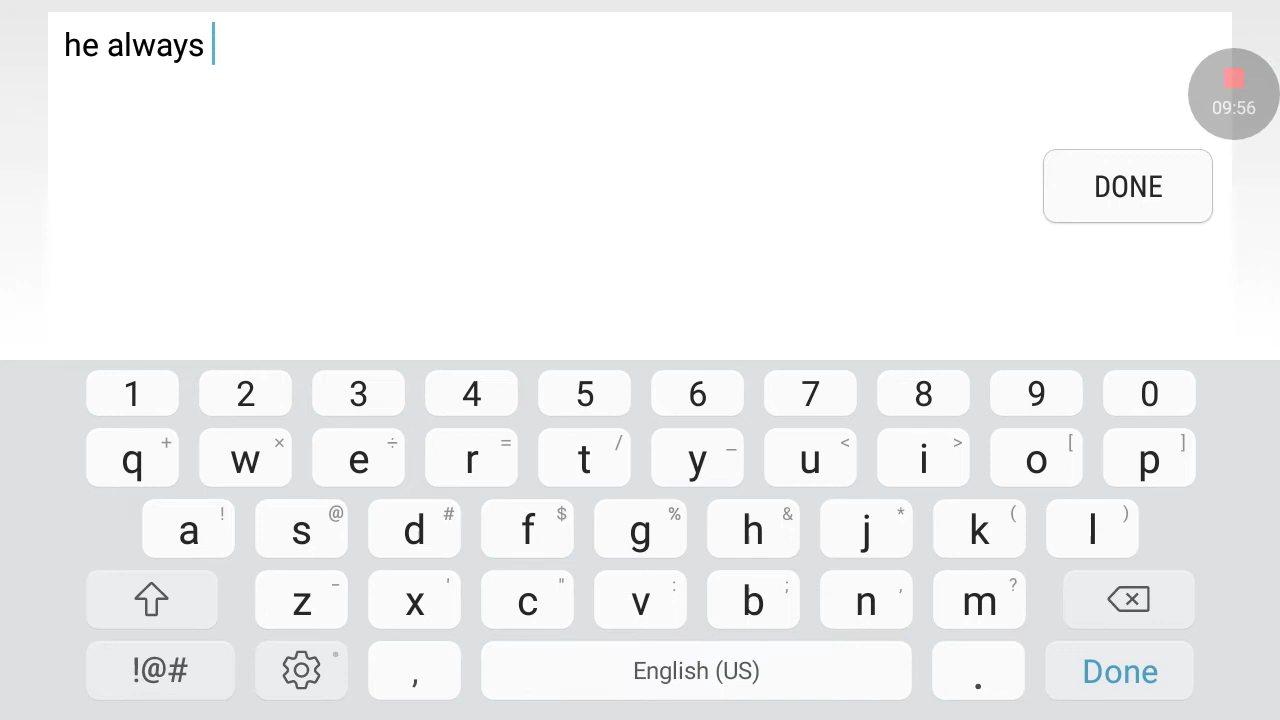 he always
09:56
DONE
1 2 3 4 5 6 7 8 9 0
q + w × e ÷ r = t / y _ u < i > o [ p ]
a ! s @ d # f $ g % h & j * k ( l )
z - x ' c " v : b ; n , m ?
!@# , English (US) . Done